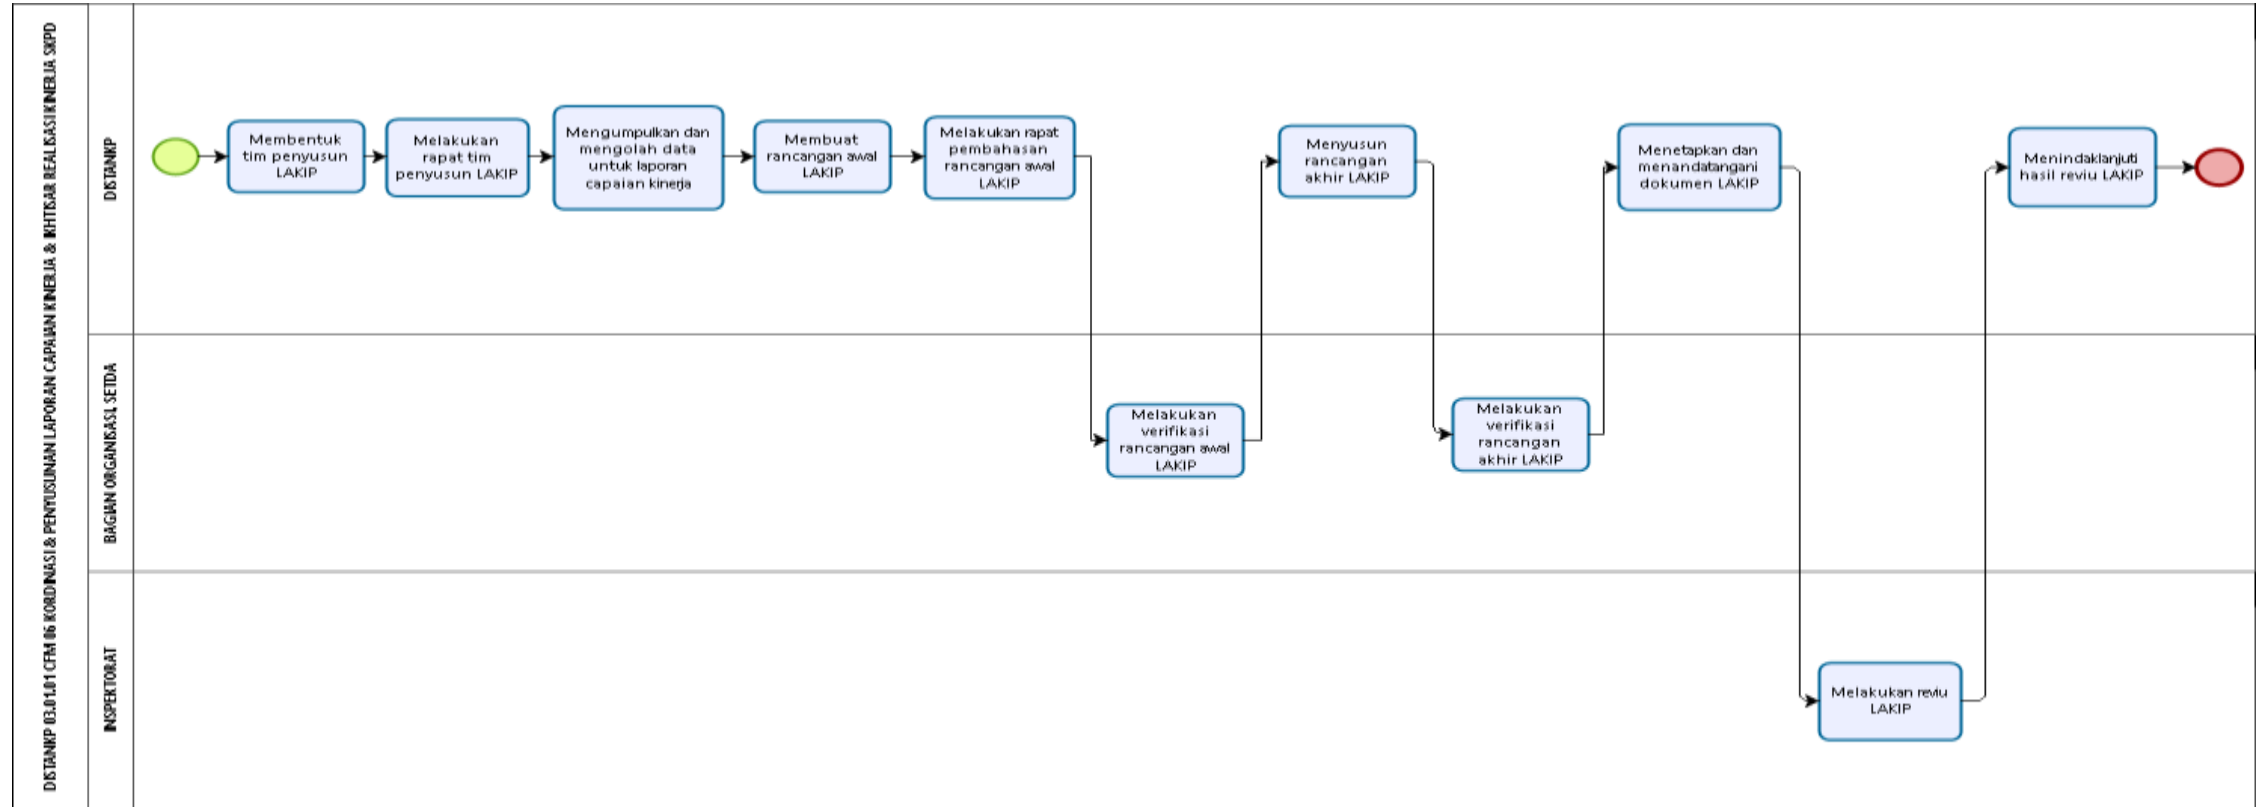 DISTANKP 03.01.01 CFM 06 KORDINASI & PENYUSUNAN LAPORAN CAPAIAN KINERJA & IKHTISAR REALISASI KINERJA SKPD
DISTANKP
Membentuk
tim penyusun
LAKIP
Melakukan
rapat tim
penyusun LAKIP
Mengumpulkan dan
mengolah data
untuk laporan
capaian kinerja
Membuat
rancangan awal
LAKIP
Melakukan rapat
pembahasan
rancangan awal
LAKIP
Menyusun
rancangan
akhir LAKIP
Menetapkan dan
menandatangani
dokumen LAKIP
Menindaklanjuti
hasil reviu LAKIP
BAGIAN ORGANISASI, SETDA
Melakukan
verifikasi
rancangan awal
LAKIP
Melakukan
verifikasi
rancangan
akhir LAKIP
INSPEKTORAT
Melakukan reviu
LAKIP